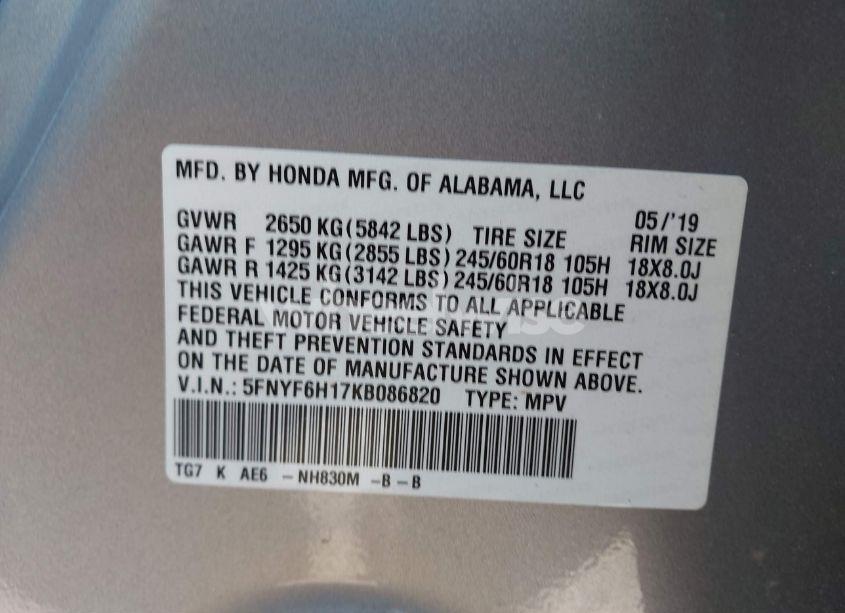 MFD. BY HONDA MFG. OF ALABAMA, LLC
05/'19
GVWR 2650 KG(5842 LBS) TIRE SIZE RIM SIZE
GAWR F 1295 KG(2855 LBS) 245/60R18 105H 18X8.0J
GAWR R 1425 KG(3142 LBS) 245/60R18 105H 18X8.0J
THIS VEHICLE CONFORMS TO ALL APPLICABLE
FEDERAL MOTOR VEHICLE SAFETY
AND THEFT PREVENTION STANDARDS IN EFFECT
ON THE DATE OF MANUFACTURE SHOWN ABOVE.
V.I.N.: 5FNYF6H17KB086820 TYPE: MPV
TG7 K AE6 -NH830M -B-B